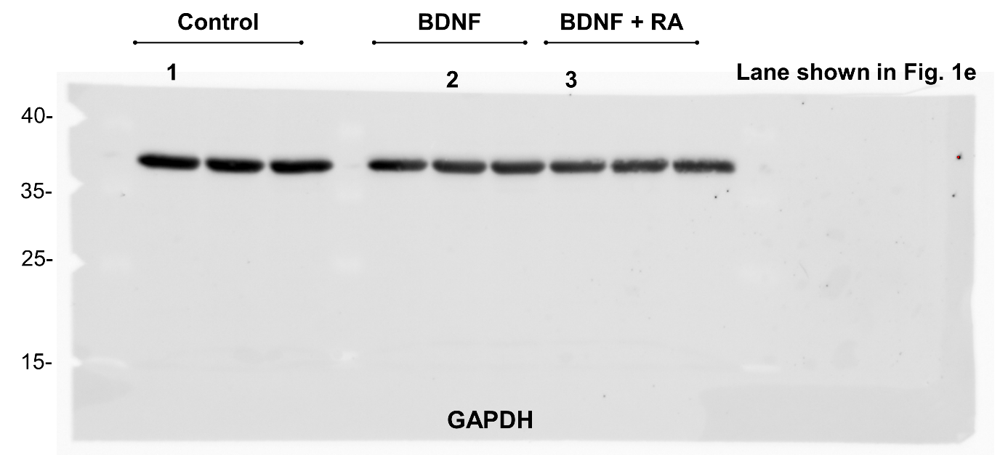 Control BDNF BDNF + RA
1 2 3 Lane shown in Fig. 1e
40-
35-
25-
15-
GAPDH